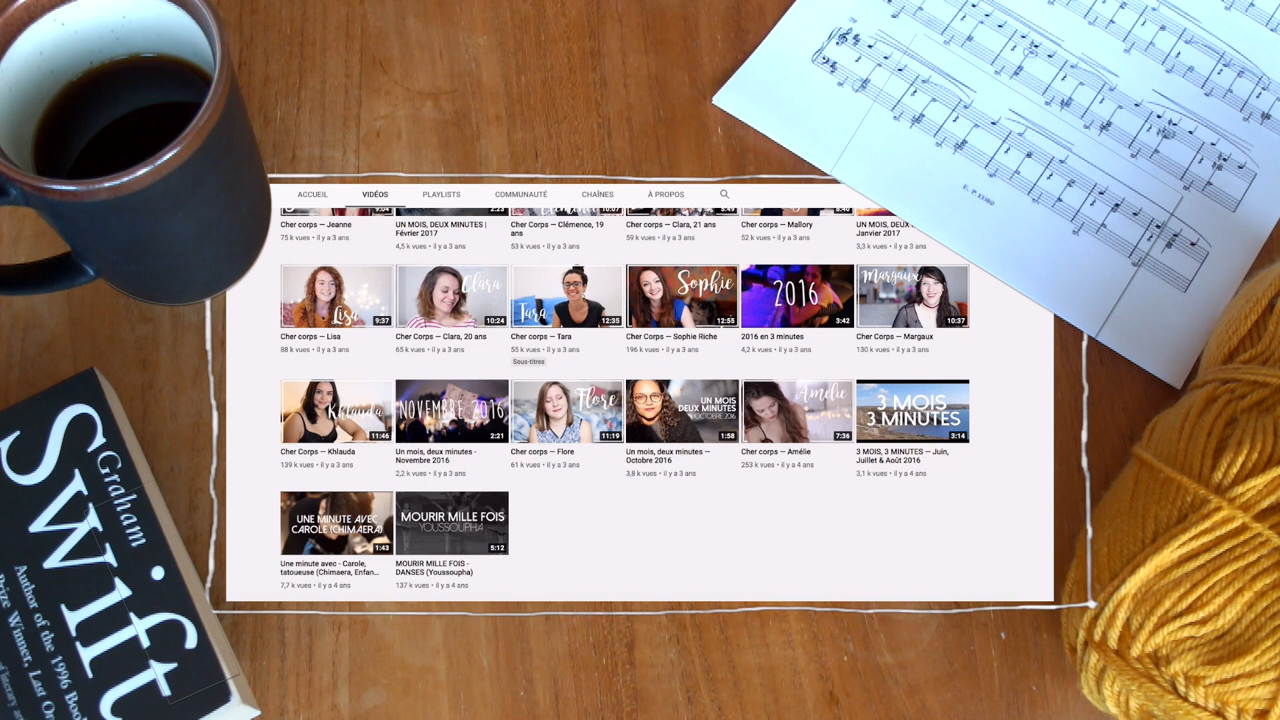 ACCUEIL VIDÉOS PLAYLISTS COMMUNAUTÉ CHAÎNES À PROPOS
Cher corps — Jeanne
75 k vues • il y a 3 ans
UN MOIS, DEUX MINUTES |
Février 2017
4,5 k vues • il y a 3 ans
Cher corps — Clémence, 19
ans
53 k vues • il y a 3 ans
Cher corps — Clara, 21 ans
59 k vues • il y a 3 ans
Cher corps — Mallory
52 k vues • il y a 3 ans
UN MOIS, DEUX
Janvier 2017
3,3 k vues • il y a 3 ans
Lisa
9:37
Cher corps — Lisa
88 k vues • il y a 3 ans
Clara
10:24
Cher Corps — Clara, 20 ans
65 k vues • il y a 3 ans
Tara
12:35
Cher corps — Tara
55 k vues • il y a 3 ans
Sous-titres
Sophie
12:55
Cher Corps — Sophie Riche
196 k vues • il y a 3 ans
2016
3:42
2016 en 3 minutes
4,2 k vues • il y a 3 ans
Margaux
10:37
Cher Corps — Margaux
130 k vues • il y a 3 ans
Khlauda
11:46
Cher Corps — Khlauda
139 k vues • il y a 3 ans
NOVEMBRE 2016
2:21
Un mois, deux minutes -
Novembre 2016
2,2 k vues • il y a 3 ans
Flore
11:19
Cher corps — Flore
61 k vues • il y a 3 ans
UN MOIS
DEUX MINUTES
OCTOBRE 2016
1:58
Un mois, deux minutes —
Octobre 2016
3,8 k vues • il y a 3 ans
Amélie
7:36
Cher corps — Amélie
253 k vues • il y a 4 ans
3 MOIS
3 MINUTES
3:14
3 MOIS, 3 MINUTES — Juin,
Juillet & Août 2016
3,1 k vues • il y a 4 ans
UNE MINUTE AVEC
CAROLE (CHIMAERA)
1:43
Une minute avec - Carole,
tatoueuse (Chimaera, Enfan...
7,7 k vues • il y a 4 ans
MOURIR MILLE FOIS
YOUSSOUPHA
5:12
MOURIR MILLE FOIS -
DANSES (Youssoupha)
137 k vues • il y a 4 ans
Graham
Swift
Author of the 1996 Boo
Prize Winner, Last Or